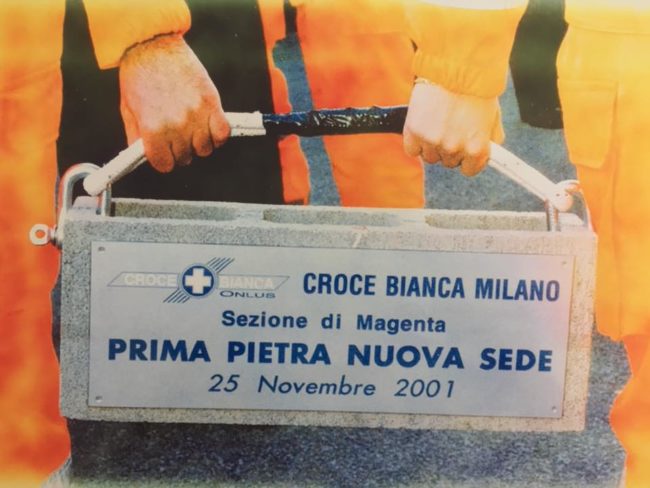 CROCE BIANCA
ONLUS
CROCE BIANCA MILANO
Sezione di Magenta
PRIMA PIETRA NUOVA SEDE
25 Novembre 2001